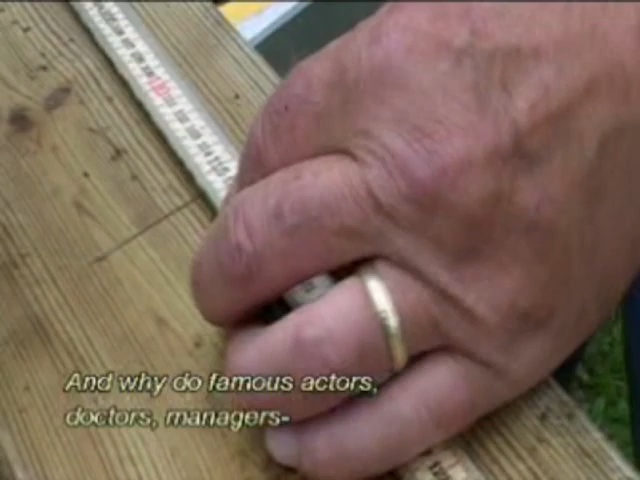 And why do famous actors,
doctors, managers-